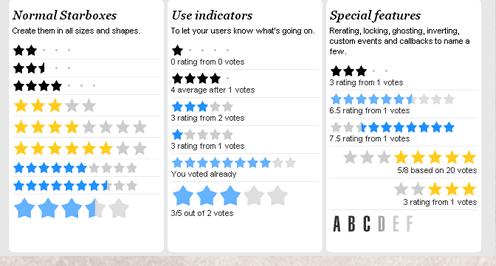 Normal Starboxes
Create them in all sizes and shapes.
Use indicators
To let your users know what's going on.
0 rating from 0 votes
4 average after 1 votes
3 rating from 2 votes
3 rating from 1 votes
You voted already
3/5 out of 2 votes
Special features
Rerating, locking, ghosting, inverting,
custom events and callbacks to name a
few.
3 rating from 1 votes
6.5 rating from 1 votes
7.5 rating from 1 votes
5/8 based on 20 votes
3 rating from 1 votes
ABCDEF